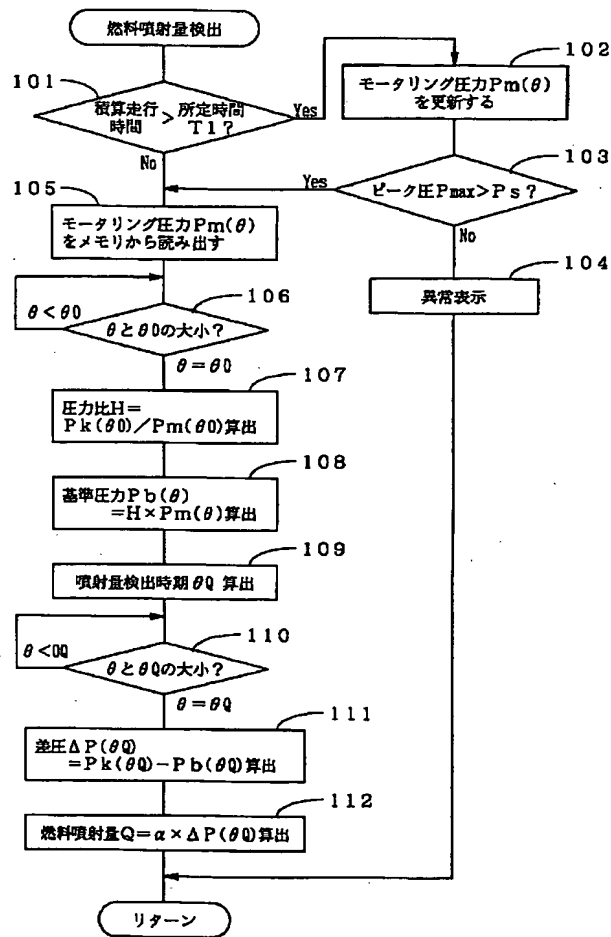 燃料噴射量検出
101
積算走行
時間
>
所定時間
T1?
Yes
No
102
モータリング圧力Pm(θ)
を更新する
103
ピーク圧Pmax>Ps?
Yes
No
104
異常表示
105
モータリング圧力Pm(θ)
をメモリから読み出す
106
θ<θ0
θとθ0の大小?
θ=θ0
107
圧力比H=
Pk(θ0)/Pm(θ0)算出
108
基準圧力Pb(θ)
=H×Pm(θ)算出
109
噴射量検出時期θQ 算出
110
θ<θQ
θとθQの大小?
θ=θQ
111
差圧ΔP(θQ)
=Pk(θQ)-Pb(θQ)算出
112
燃料噴射量Q=α×ΔP(θQ)算出
リターン